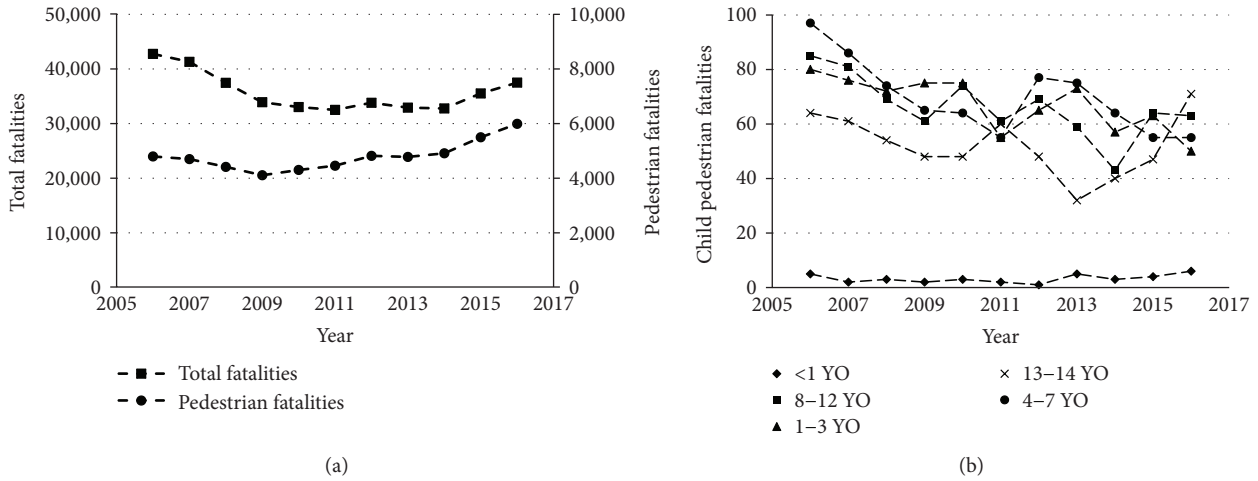 50,000
40,000
30,000
20,000
10,000
0
Total fatalities
10,000
8,000
6,000
4,000
2,000
0
Pedestrian fatalities
2005 2007 2009 2011 2013 2015 2017
Year
Total fatalities
Pedestrian fatalities
(a)
100
80
60
40
20
0
Child pedestrian fatalities
2005 2007 2009 2011 2013 2015 2017
Year
<1 YO
8–12 YO
1–3 YO
13–14 YO
4–7 YO
(b)